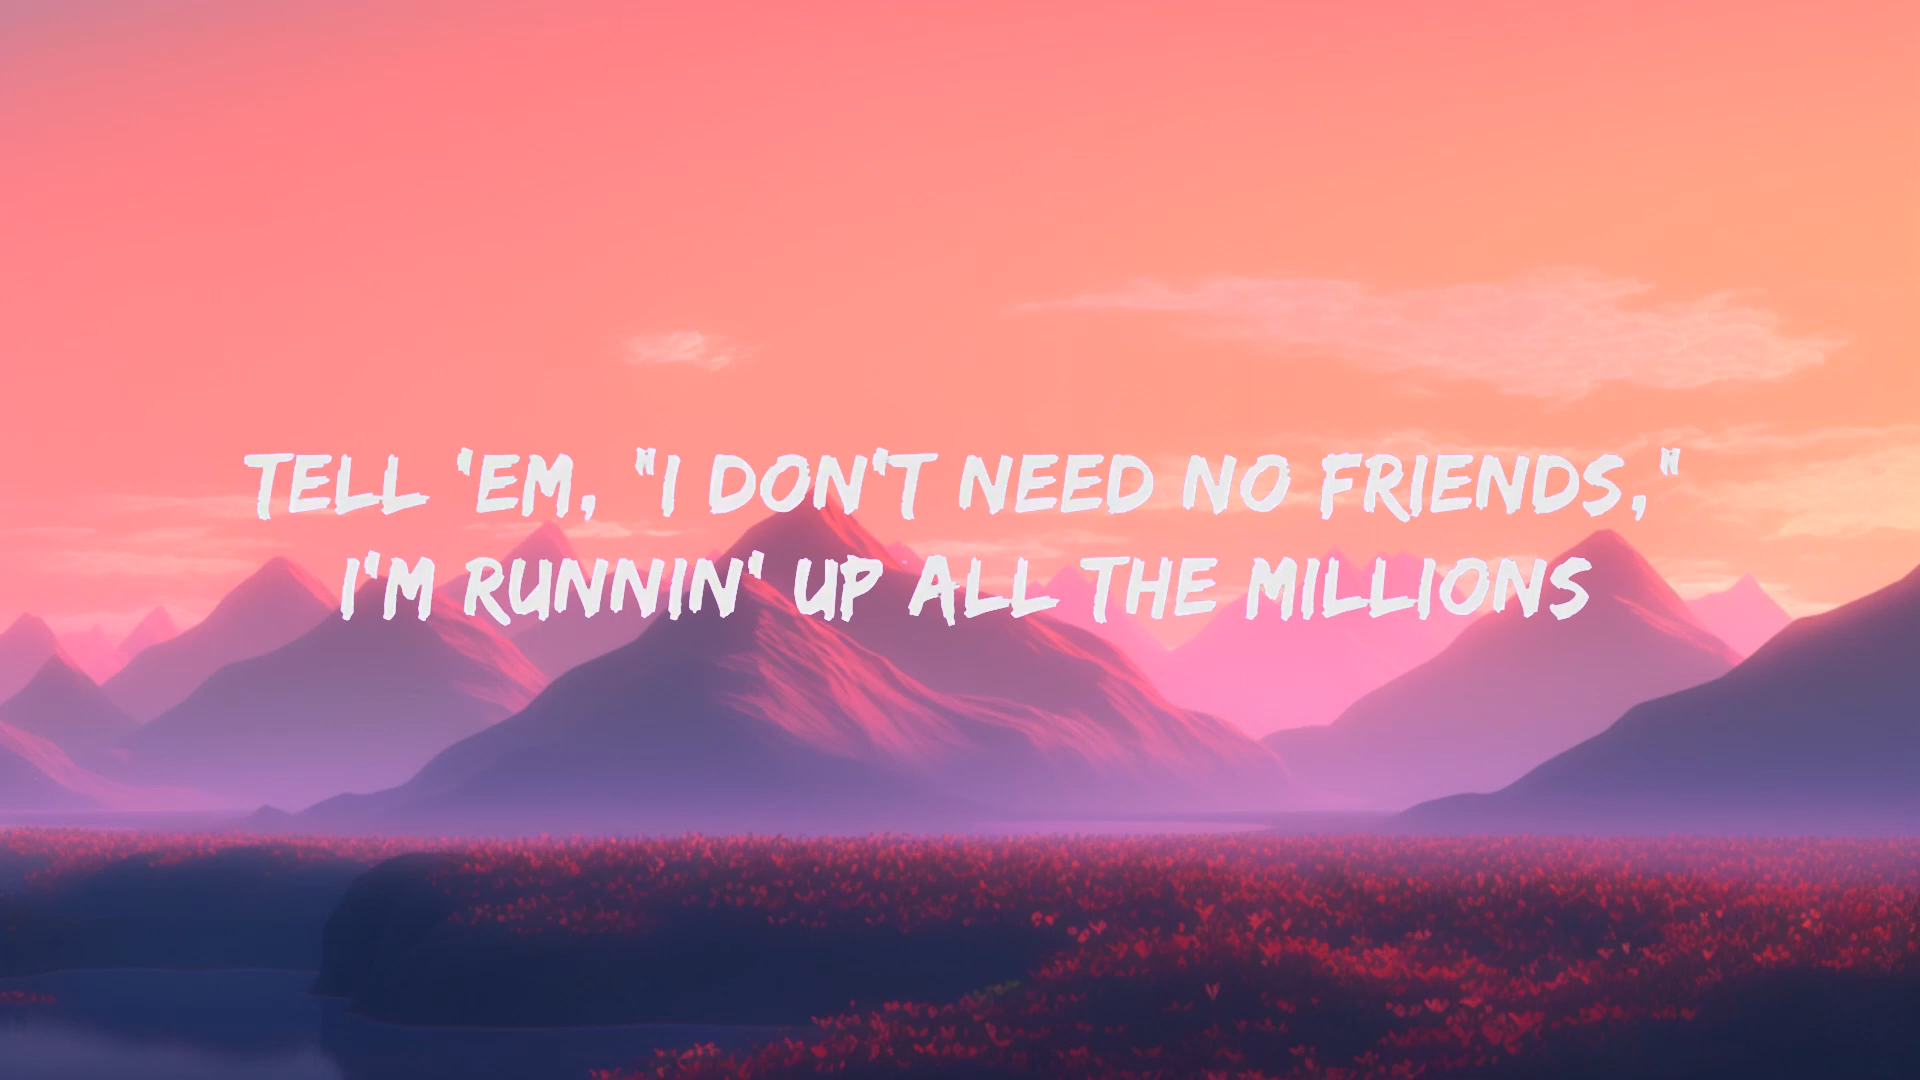 TELL 'EM, "I DON'T NEED NO FRIENDS,"
I'M RUNNIN' UP ALL THE MILLIONS